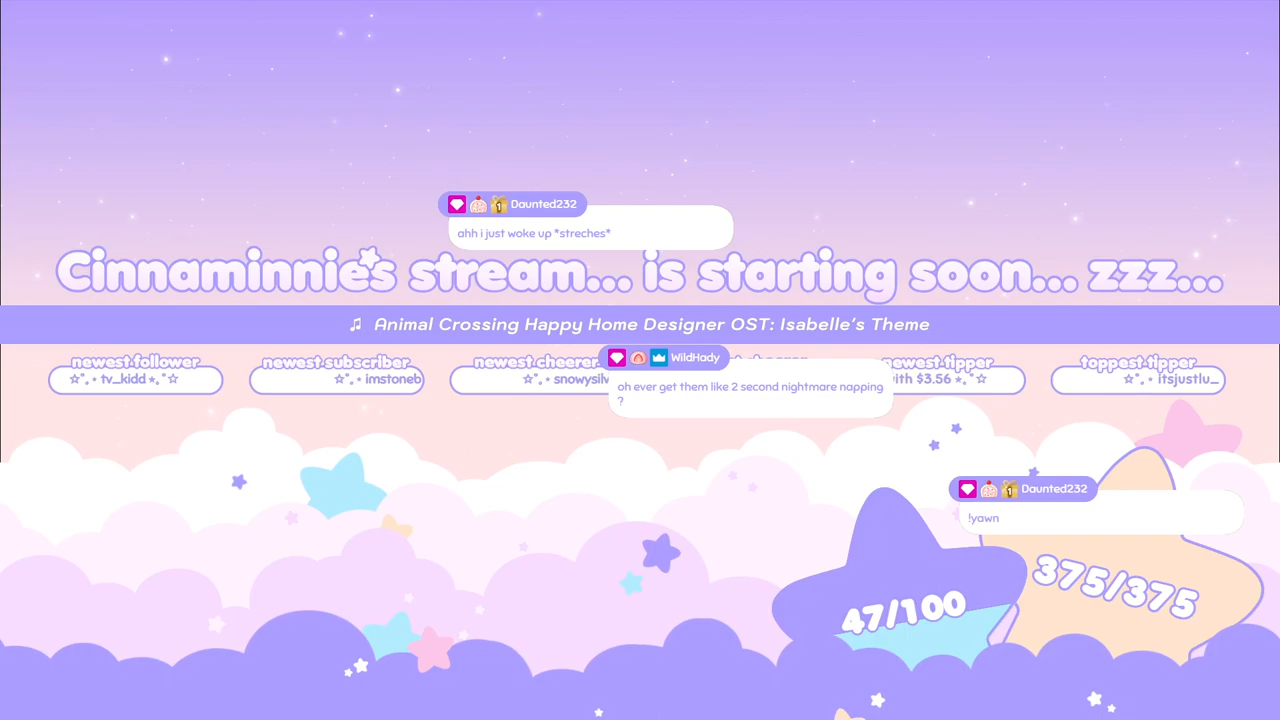 Daunted232
ahh i just woke up *streches*
Cinnaminnie's stream... is starting soon... zzz...
♫ Animal Crossing Happy Home Designer OST: Isabelle's Theme
newest follower
☆˚｡⋆ tv_kidd ⋆｡˚☆
newest subscriber
☆˚｡⋆ imstoneb
newest cheerer
☆˚｡⋆ snowysilv
WildHady
oh ever get them like 2 second nightmare napping
?
newest tipper
with $3.56 ⋆｡˚☆
toppest tipper
☆˚｡⋆ itsjustlu_
1
Daunted232
!yawn
47/100
375/375